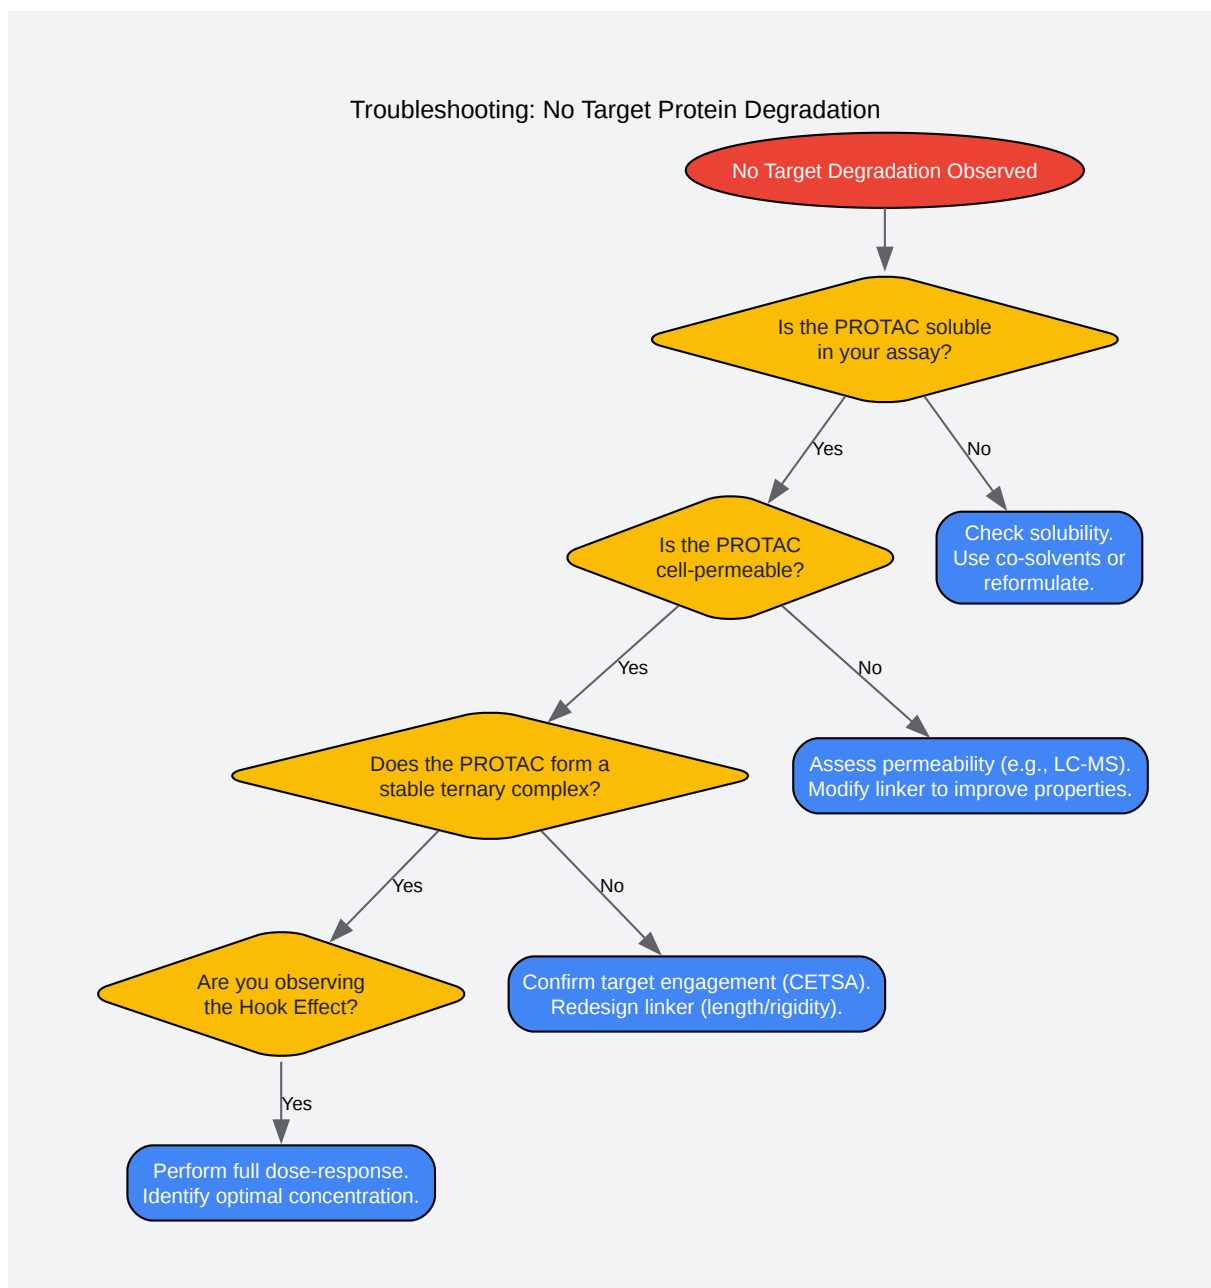 Troubleshooting: No Target Protein Degradation
No Target Degradation Observed
Is the PROTAC soluble
in your assay?
Yes
No
Is the PROTAC
cell-permeable?
Check solubility.
Use co-solvents or
reformulate.
Yes
No
Does the PROTAC form a
stable ternary complex?
Assess permeability (e.g., LC-MS).
Modify linker to improve properties.
Yes
No
Are you observing
the Hook Effect?
Confirm target engagement (CETSA).
Redesign linker (length/rigidity).
Yes
Perform full dose-response.
Identify optimal concentration.